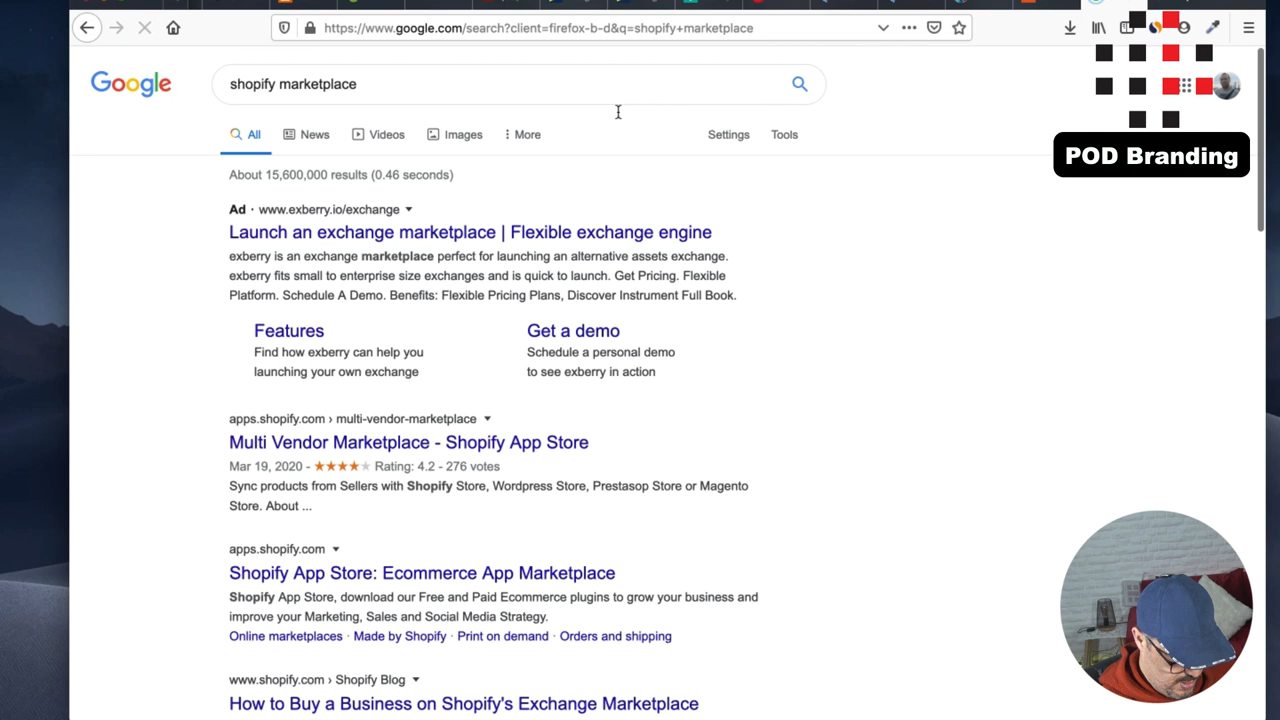 https://www.google.com/search?client=firefox-b-d&q=shopify+marketplace
Google
shopify marketplace
All
News
Videos
Images
More
Settings
Tools
POD Branding
About 15,600,000 results (0.46 seconds)
Ad · www.exberry.io/exchange
Launch an exchange marketplace | Flexible exchange engine
exberry is an exchange marketplace perfect for launching an alternative assets exchange.
exberry fits small to enterprise size exchanges and is quick to launch. Get Pricing. Flexible
Platform. Schedule A Demo. Benefits: Flexible Pricing Plans, Discover Instrument Full Book.
Features
Find how exberry can help you
launching your own exchange
Get a demo
Schedule a personal demo
to see exberry in action
apps.shopify.com › multi-vendor-marketplace
Multi Vendor Marketplace - Shopify App Store
Mar 19, 2020 - ★★★★★ Rating: 4.2 - 276 votes
Sync products from Sellers with Shopify Store, Wordpress Store, Prestasop Store or Magento
Store. About ...
apps.shopify.com
Shopify App Store: Ecommerce App Marketplace
Shopify App Store, download our Free and Paid Ecommerce plugins to grow your business and
improve your Marketing, Sales and Social Media Strategy.
Online marketplaces · Made by Shopify · Print on demand · Orders and shipping
www.shopify.com › Shopify Blog
How to Buy a Business on Shopify's Exchange Marketplace